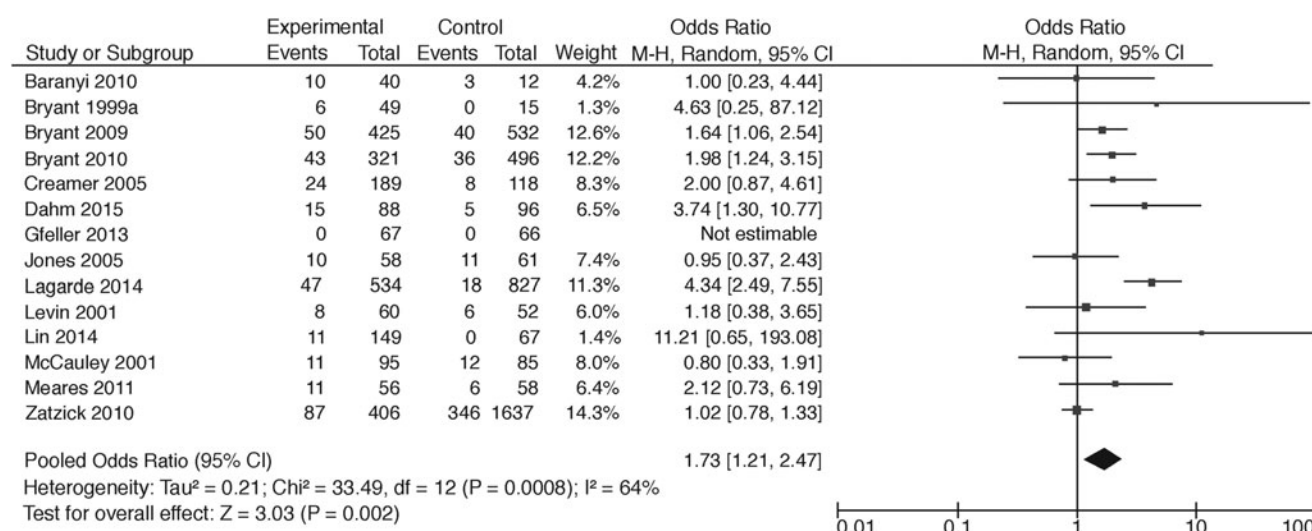 Experimental Control Odds Ratio Odds Ratio
Study or Subgroup Events Total Events Total Weight M-H, Random, 95% CI M-H, Random, 95% CI
Baranyi 2010 10 40 3 12 4.2% 1.00 [0.23, 4.44]
Bryant 1999a 6 49 0 15 1.3% 4.63 [0.25, 87.12]
Bryant 2009 50 425 40 532 12.6% 1.64 [1.06, 2.54]
Bryant 2010 43 321 36 496 12.2% 1.98 [1.24, 3.15]
Creamer 2005 24 189 8 118 8.3% 2.00 [0.87, 4.61]
Dahm 2015 15 88 5 96 6.5% 3.74 [1.30, 10.77]
Gfeller 2013 0 67 0 66 Not estimable
Jones 2005 10 58 11 61 7.4% 0.95 [0.37, 2.43]
Lagarde 2014 47 534 18 827 11.3% 4.34 [2.49, 7.55]
Levin 2001 8 60 6 52 6.0% 1.18 [0.38, 3.65]
Lin 2014 11 149 0 67 1.4% 11.21 [0.65, 193.08]
McCauley 2001 11 95 12 85 8.0% 0.80 [0.33, 1.91]
Meares 2011 11 56 6 58 6.4% 2.12 [0.73, 6.19]
Zatzick 2010 87 406 346 1637 14.3% 1.02 [0.78, 1.33]
Pooled Odds Ratio (95% CI) 1.73 [1.21, 2.47]
Heterogeneity: Tau² = 0.21; Chi² = 33.49, df = 12 (P = 0.0008); I² = 64%
Test for overall effect: Z = 3.03 (P = 0.002)
0.01 0.1 1 10 100